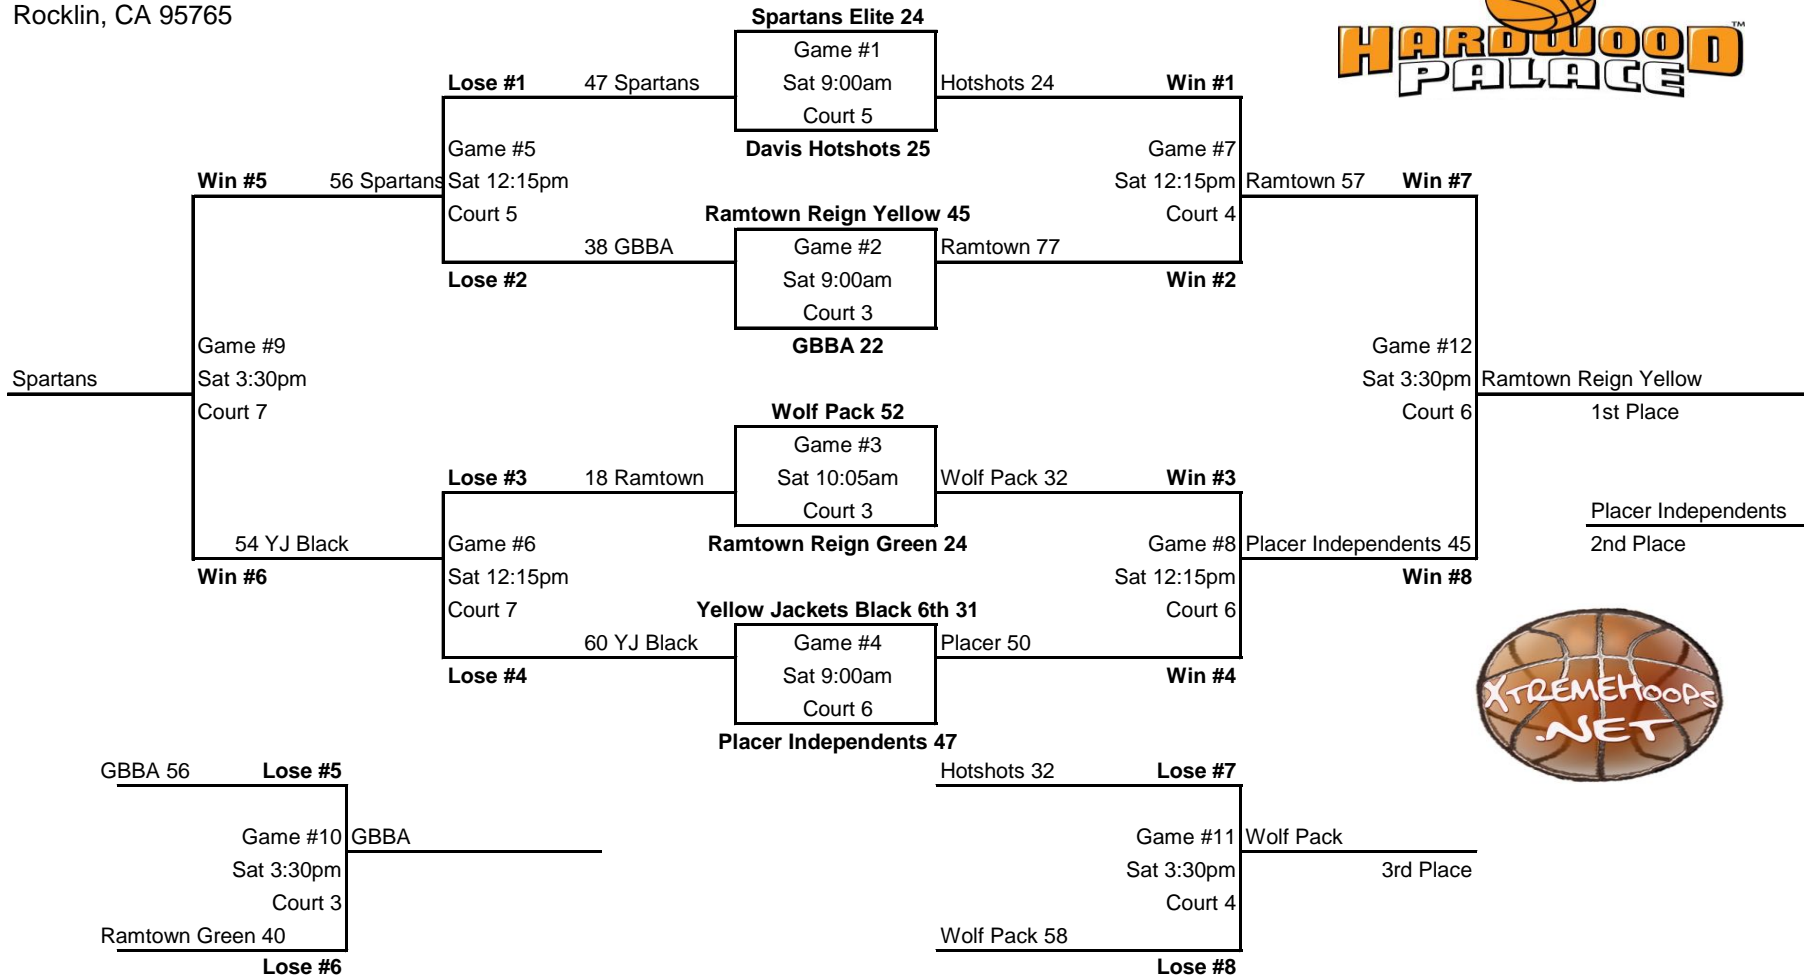 Rocklin, CA 95765
HARDWOOD
PALACE
™
Spartans Elite 24
Game #1
Lose #1 47 Spartans Sat 9:00am Hotshots 24 Win #1
Court 5
Game #5 Davis Hotshots 25 Game #7
Win #5 56 Spartans Sat 12:15pm Sat 12:15pm Ramtown 57 Win #7
Court 5 Ramtown Reign Yellow 45 Court 4
38 GBBA Game #2 Ramtown 77
Lose #2 Sat 9:00am Win #2
Court 3
Game #9 GBBA 22 Game #12
Spartans Sat 3:30pm Sat 3:30pm Ramtown Reign Yellow
Court 7 Wolf Pack 52 Court 6 1st Place
Game #3
Lose #3 18 Ramtown Sat 10:05am Wolf Pack 32 Win #3
Court 3 Placer Independents
54 YJ Black Game #6 Ramtown Reign Green 24 Game #8 Placer Independents 45 2nd Place
Win #6 Sat 12:15pm Sat 12:15pm Win #8
Court 7 Yellow Jackets Black 6th 31 Court 6
60 YJ Black Game #4 Placer 50
Lose #4 Sat 9:00am Win #4
Court 6
Placer Independents 47
XTREMEHOOPS
.NET
GBBA 56 Lose #5 Hotshots 32 Lose #7
Game #10 GBBA Game #11 Wolf Pack
Sat 3:30pm Sat 3:30pm 3rd Place
Court 3 Court 4
Ramtown Green 40 Wolf Pack 58
Lose #6 Lose #8